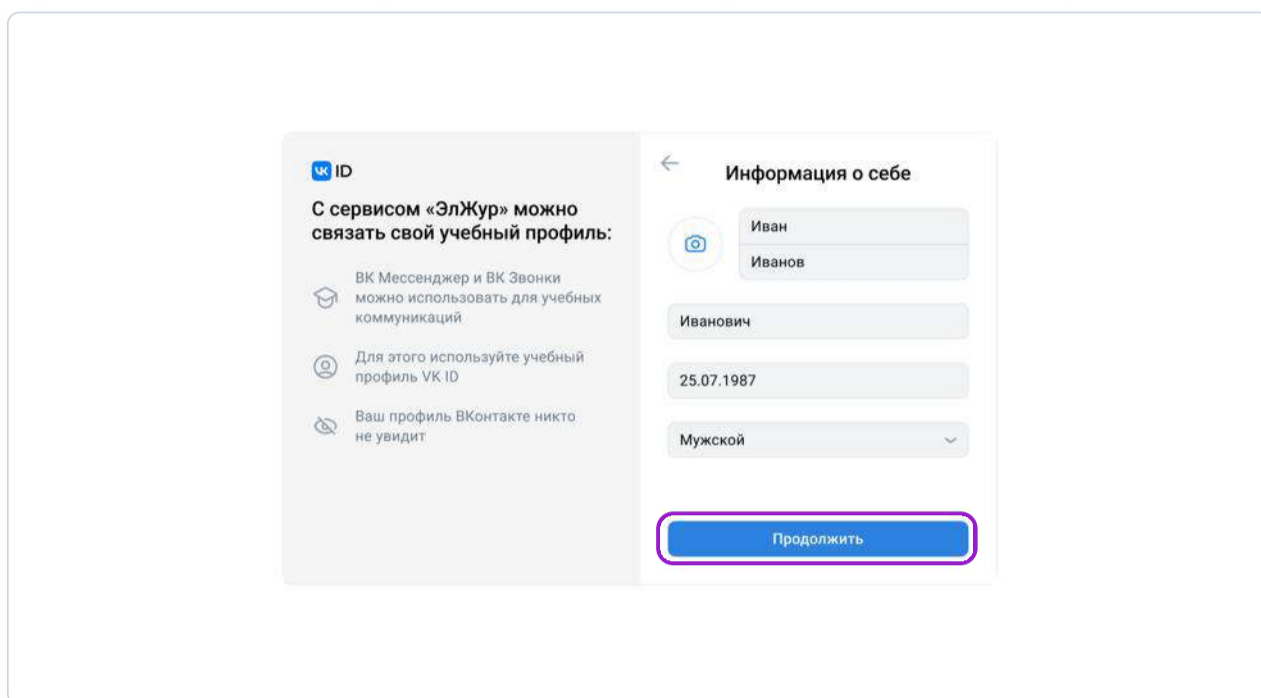 VK ID
С сервисом «ЭлЖур» можно
связать свой учебный профиль:
ВК Мессенджер и ВК Звонки
можно использовать для учебных
коммуникаций
Для этого используйте учебный
профиль VK ID
Ваш профиль ВКонтакте никто
не увидит
Информация о себе
Иван
Иванов
Иванович
25.07.1987
Мужской
Продолжить